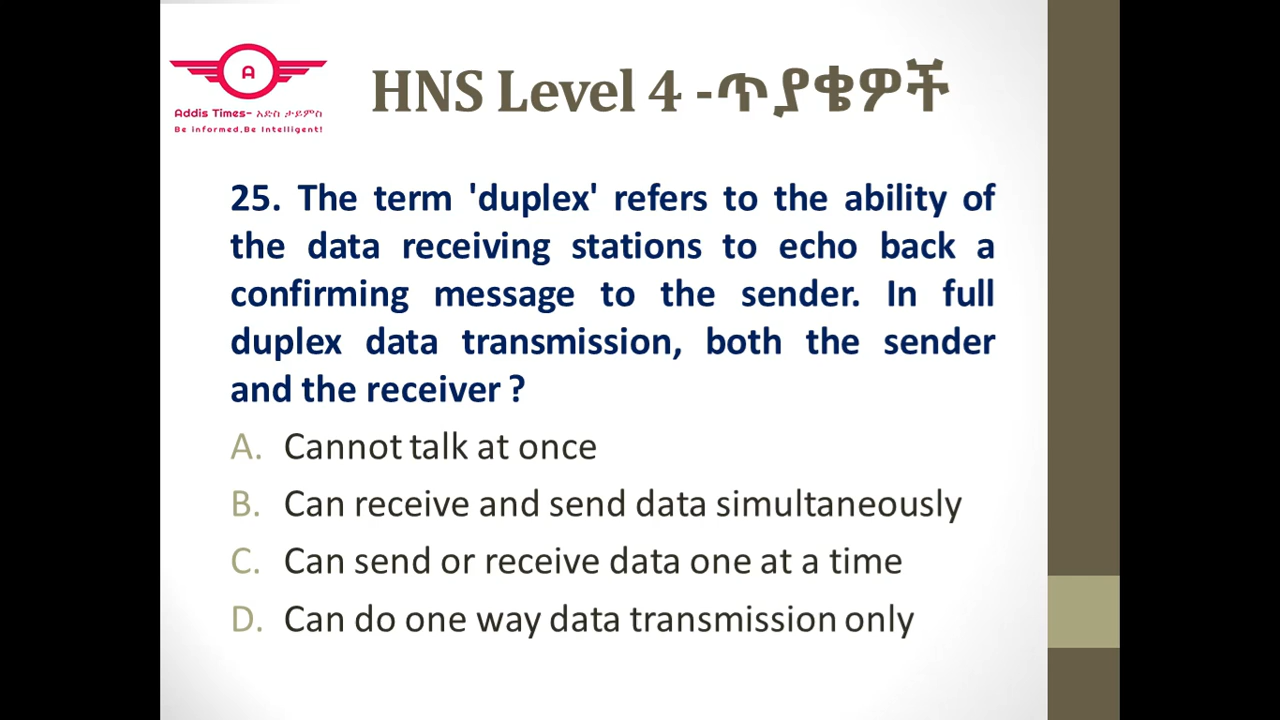 A
Addis Times- አዲስ ታይምስ
Be informed,Be Intelligent!
HNS Level 4 -ጥያቄዎች
25. The term 'duplex' refers to the ability of
the data receiving stations to echo back a
confirming message to the sender. In full
duplex data transmission, both the sender
and the receiver ?
A. Cannot talk at once
B. Can receive and send data simultaneously
C. Can send or receive data one at a time
D. Can do one way data transmission only